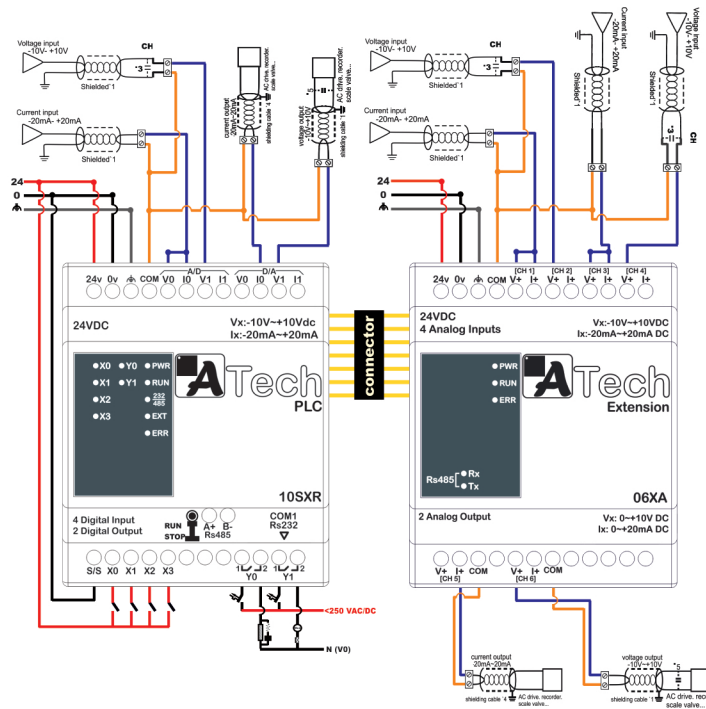 Voltage input
-10V- +10V
CH
*3
Shielded`1
Current input
-20mA- +20mA
Shielded`1
current output
-20mA~20mA
shielding cable `4
AC drive. recorder.
scale valve...
voltage output
-10V~+10V
*5
shielding cable `1
AC drive. recorder.
scale valve...
24
0
24v 0v COM V0 I0 V1 I1 V0 I0 V1 I1
A/D
D/A
24VDC
Vx:-10V~+10Vdc
Ix:-20mA~+20mA
X0 Y0 PWR
X1 Y1 RUN
X2 232
485
X3 EXT
ERR
ATech
PLC
10SXR
4 Digital Input
2 Digital Output
RUN
STOP
A+ B-
Rs485
COM1
Rs232
S/S X0 X1 X2 X3
1 2 1 2
Y0 Y1
<250 VAC/DC
N (V0)
connector
Voltage input
-10V- +10V
CH
*3
Shielded`1
Current input
-20mA- +20mA
Shielded`1
Current input
-20mA- +20mA
Shielded`1
Voltage input
-10V- +10V
Shielded`1
*3
CH
24
0
[CH 1] [CH 2] [CH 3] [CH 4]
24v 0v COM V+ I+ V+ I+ V+ I+ V+ I+
24VDC
4 Analog Inputs
Vx:-10V~+10VDC
Ix:-20mA~+20mA DC
PWR
RUN
ERR
Rs485
Rx
Tx
ATech
Extension
06XA
2 Analog Output
Vx: 0~+10V DC
Ix: 0~+20mA DC
V+ I+ COM V+ I+ COM
[CH 5] [CH 6]
current output
20mA~20mA
shielding cable `4
AC drive. recorder.
scale valve...
voltage output
-10V~+10V
*5
shielding cable `1
AC drive. reco
scale valve...